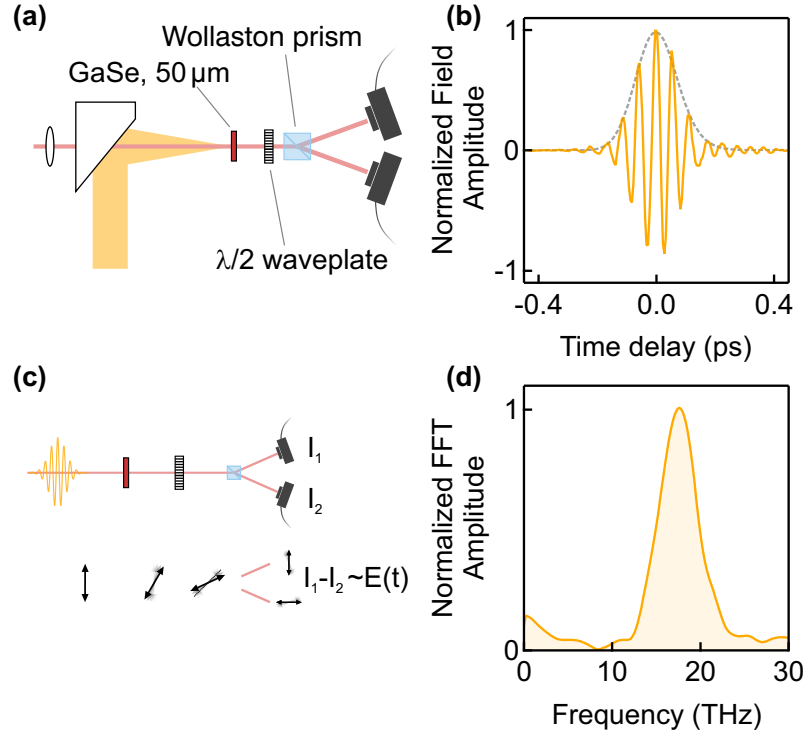 (a)
Wollaston prism
GaSe, 50 μm
λ/2 waveplate
(b)
Normalized Field
Amplitude
1
0
-1
-0.4
0.0
0.4
Time delay (ps)
(c)
I₁
I₂
I₁-I₂~E(t)
(d)
Normalized FFT
Amplitude
1
0
0
10
20
30
Frequency (THz)